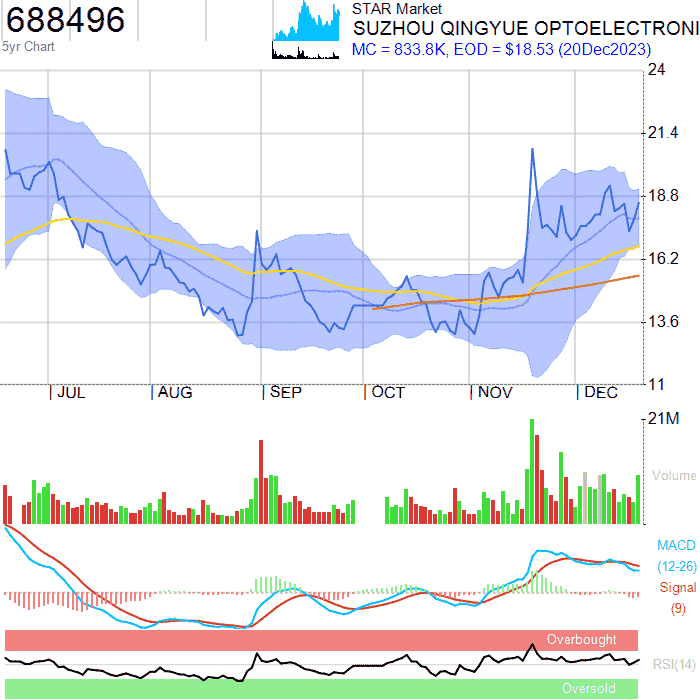 688496
5yr Chart
STAR Market
SUZHOU QINGYUE OPTOELECTRONI
MC = 833.8K, EOD = $18.53 (20Dec2023)
24
21.4
18.8
16.2
13.6
11
JUL AUG SEP OCT NOV DEC
21M
Volume
MACD
(12-26)
Signal
(9)
Overbought
RSI(14)
Oversold